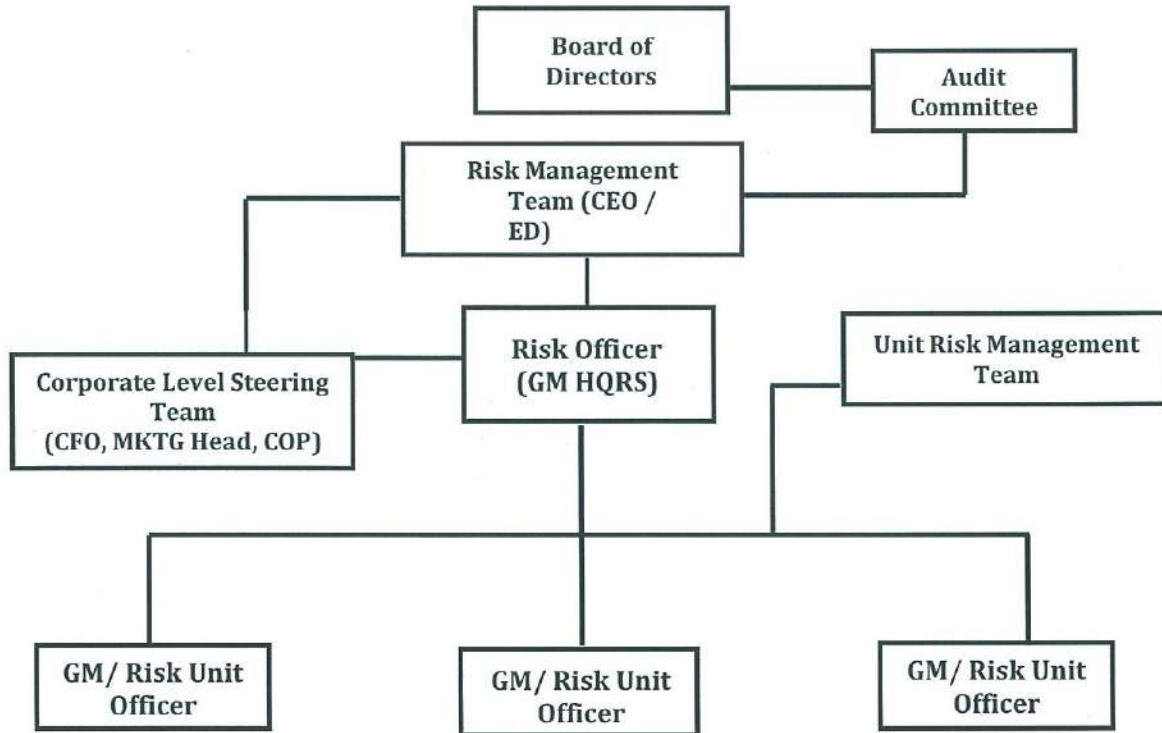 Board of
Directors
Audit
Committee
Risk Management
Team (CEO /
ED)
Risk Officer
(GM HQRS)
Unit Risk Management
Team
Corporate Level Steering
Team
(CFO, MKTG Head, COP)
GM/ Risk Unit
Officer
GM/ Risk Unit
Officer
GM/ Risk Unit
Officer